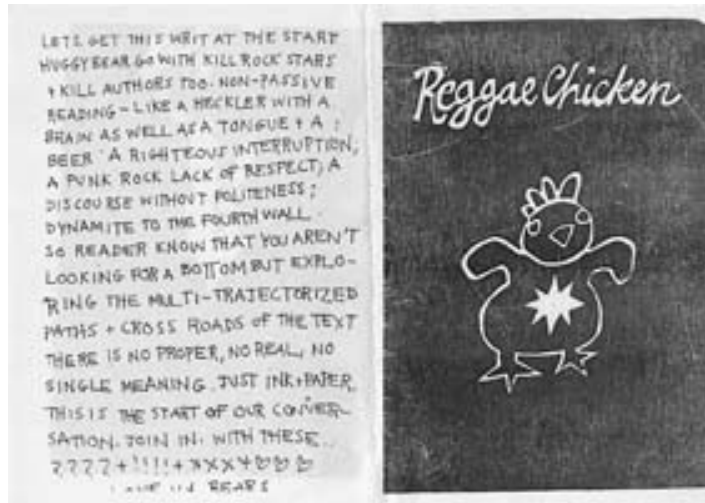 LETS GET THIS WRIT AT THE START
HUGGY BEAR GO WITH KILL ROCK STARS
+ KILL AUTHORS TOO. NON-PASSIVE
READING - LIKE A HECKLER WITH A
BRAIN AS WELL AS A TONGUE + A
BEER A RIGHTEOUS INTERRUPTION,
A PUNK ROCK LACK OF RESPECT; A
DISCOURSE WITHOUT POLITENESS;
DYNAMITE TO THE FOURTH WALL.
SO READER KNOW THAT YOU AREN'T
LOOKING FOR A BOTTOM BUT EXPLO-
RING THE MULTI-TRAJECTORIZED
PATHS + CROSS ROADS OF THE TEXT
THERE IS NO PROPER, NO REAL, NO
SINGLE MEANING. JUST INK+PAPER.
THIS IS THE START OF OUR CONVER-
SATION. JOIN IN. WITH THESE..
????+!!!!+XXXX+♡♡♡
BEARS
Reggae Chicken